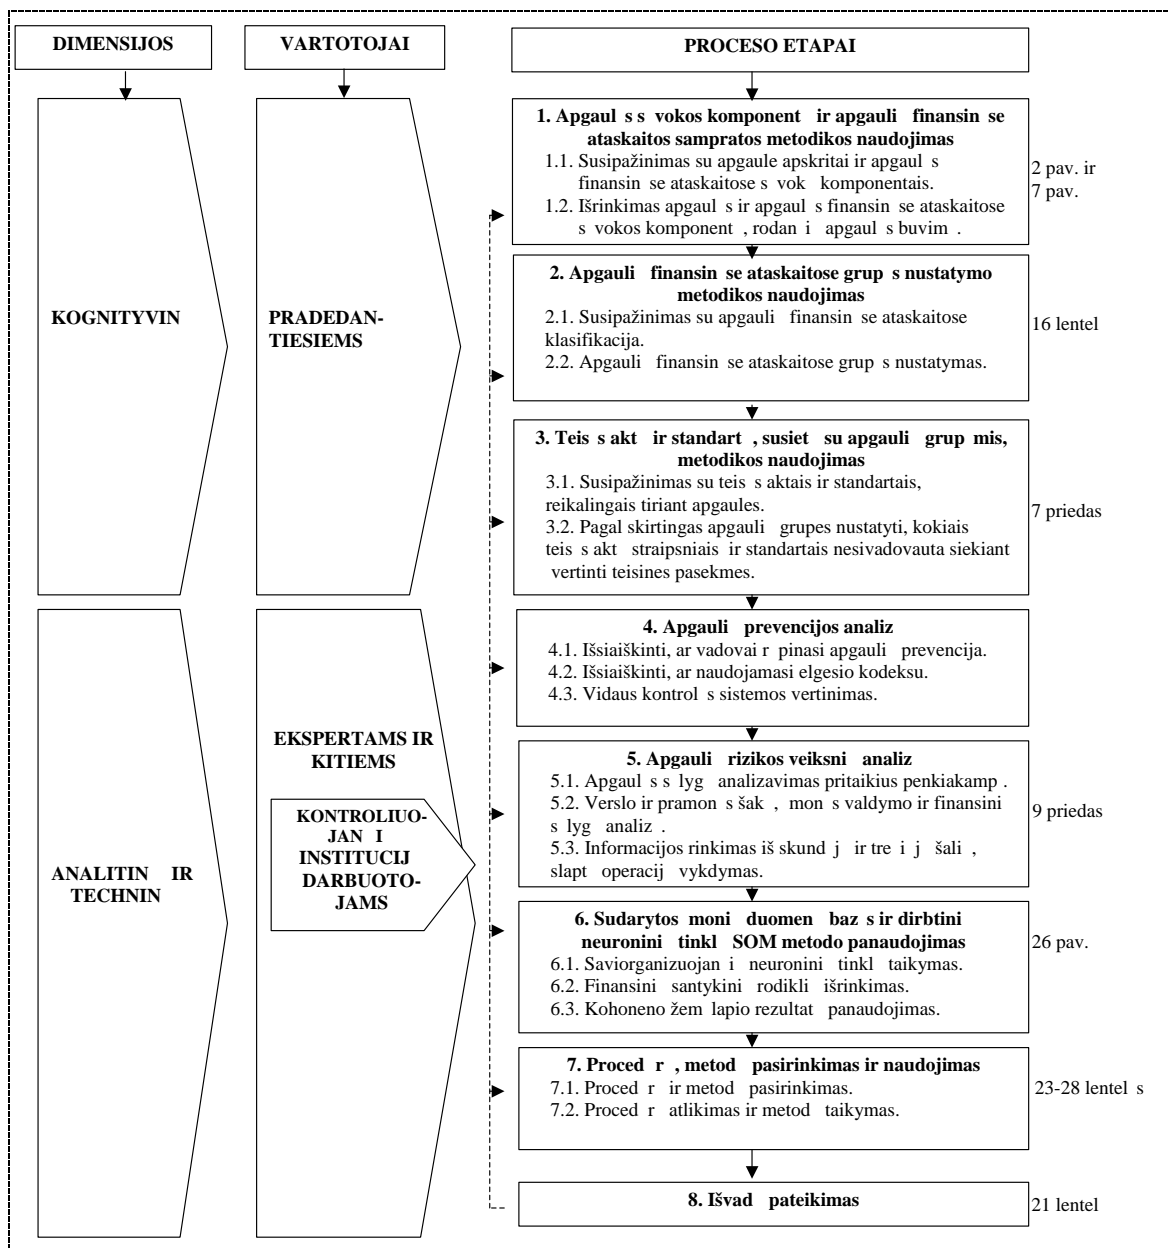 DIMENSIJOS
VARTOTOJAI
PROCESO ETAPAI
KOGNITYVIN
PRADEDAN-
TIESIEMS
1. Apgaul s s vokos komponent ir apgauli finansin se
ataskaitos sampratos metodikos naudojimas
1.1. Susipažinimas su apgaule apskritai ir apgaul s
finansin se ataskaitose s vok komponentais.
1.2. Išrinkimas apgaul s ir apgaul s finansin se ataskaitose
s vokos komponent , rodan i apgaul s buvim .
2 pav. ir
7 pav.
2. Apgauli finansin se ataskaitose grup s nustatymo
metodikos naudojimas
2.1. Susipažinimas su apgauli finansin se ataskaitose
klasifikacija.
2.2. Apgauli finansin se ataskaitose grup s nustatymas.
16 lentel
3. Teis s akt ir standart , susiet su apgauli grup mis,
metodikos naudojimas
3.1. Susipažinimas su teis s aktais ir standartais,
reikalingais tiriant apgaules.
3.2. Pagal skirtingas apgauli grupes nustatyti, kokiais
teis s akt straipsniais ir standartais nesivadovauta siekiant
vertinti teisines pasekmes.
7 priedas
ANALITIN IR
TECHNIN
EKSPERTAMS IR
KITIEMS
KONTROLIUO-
JAN I
INSTITUCIJ
DARBUOTO-
JAMS
4. Apgauli prevencijos analiz
4.1. Išsiaiškinti, ar vadovai r pinasi apgauli prevencija.
4.2. Išsiaiškinti, ar naudojamasi elgesio kodeksu.
4.3. Vidaus kontrol s sistemos vertinimas.
5. Apgauli rizikos veiksni analiz
5.1. Apgaul s s lyg analizavimas pritaikius penkiakamp .
5.2. Verslo ir pramon s šak , mon s valdymo ir finansini
s lyg analiz .
5.3. Informacijos rinkimas iš skund j ir tre i j šali ,
slapt operacij vykdymas.
9 priedas
6. Sudarytos moni duomen baz s ir dirbtini
neuronini tinkl SOM metodo panaudojimas
6.1. Saviorganizuojan i neuronini tinkl taikymas.
6.2. Finansini santykini rodikli išrinkimas.
6.3. Kohoneno žem lapio rezultat panaudojimas.
26 pav.
7. Proced r , metod pasirinkimas ir naudojimas
7.1. Proced r ir metod pasirinkimas.
7.2. Proced r atlikimas ir metod taikymas.
23-28 lentel s
8. Išvad pateikimas
21 lentel